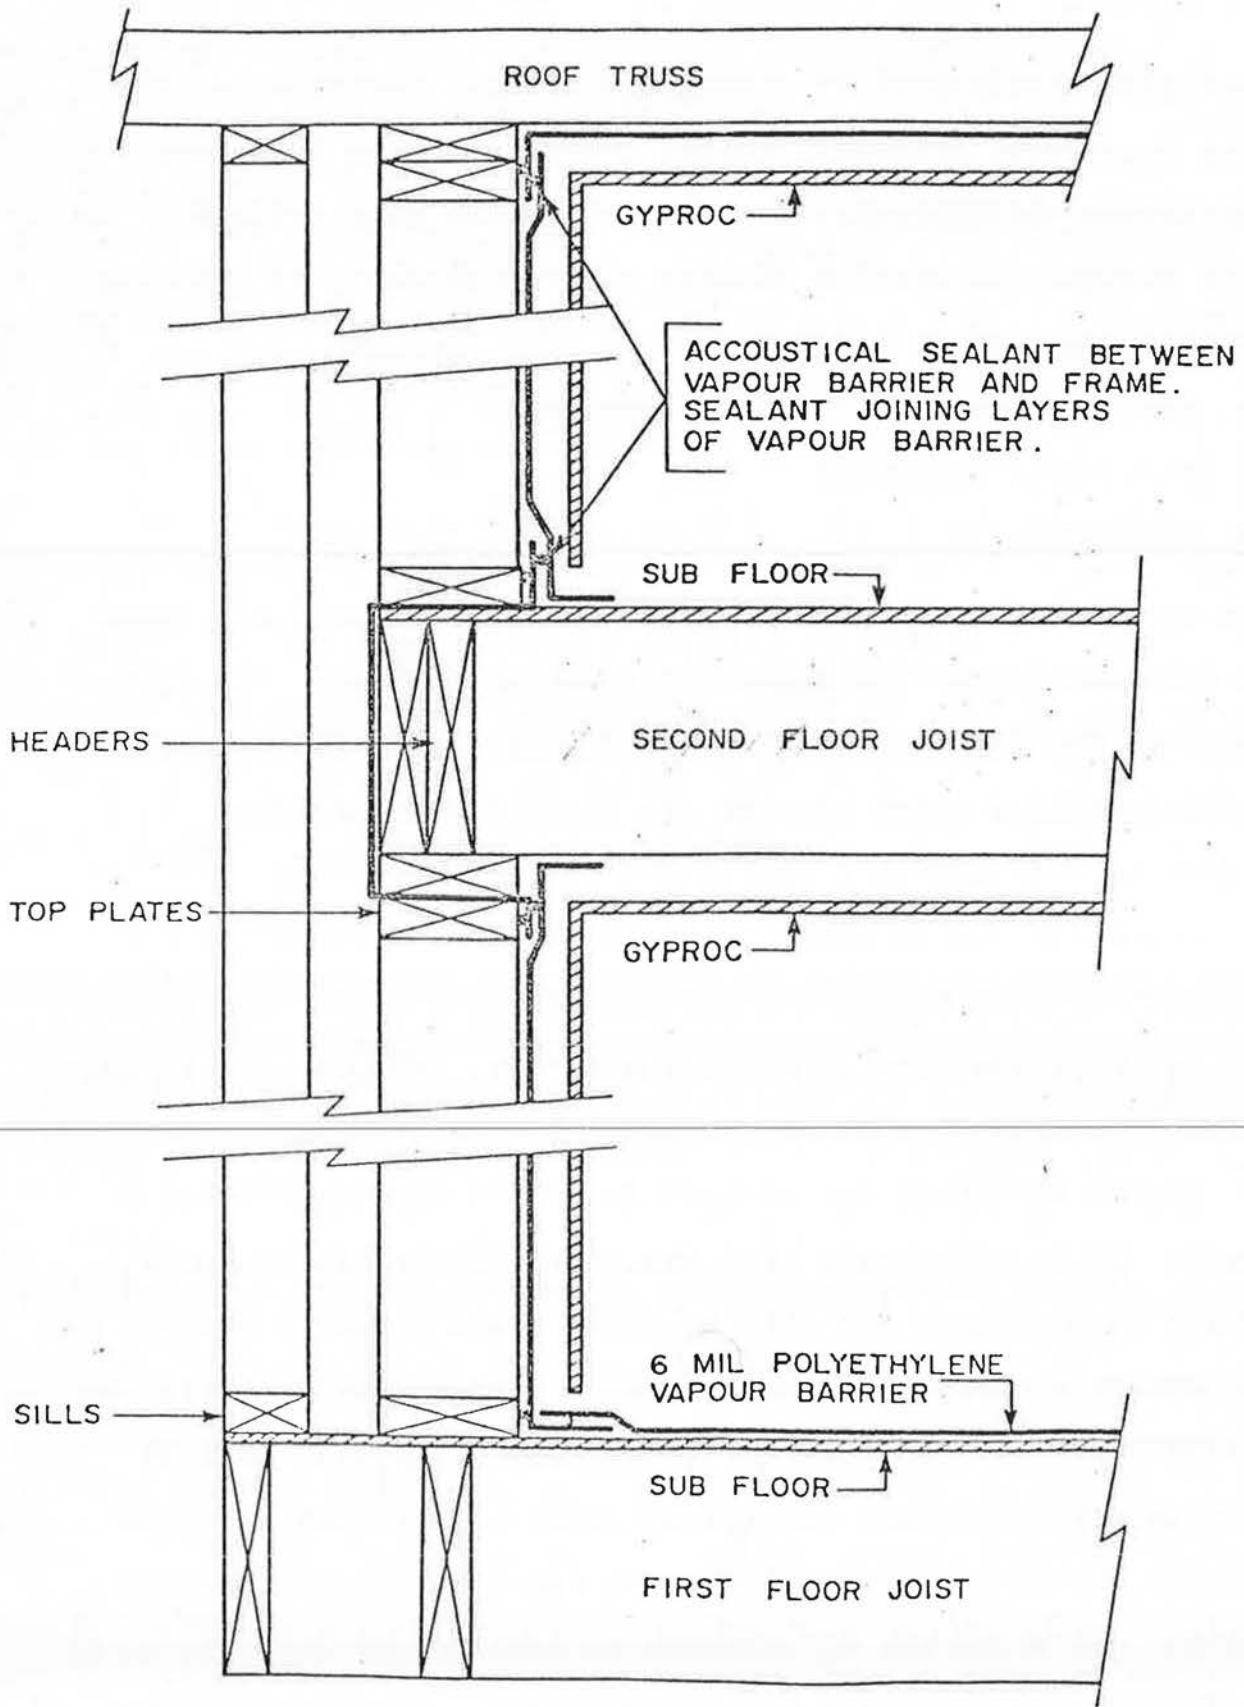 ROOF TRUSS
GYPROC
ACCOUSTICAL SEALANT BETWEEN
VAPOUR BARRIER AND FRAME.
SEALANT JOINING LAYERS
OF VAPOUR BARRIER.
SUB FLOOR
HEADERS
SECOND FLOOR JOIST
TOP PLATES
GYPROC
6 MIL POLYETHYLENE
VAPOUR BARRIER
SILLS
SUB FLOOR
FIRST FLOOR JOIST